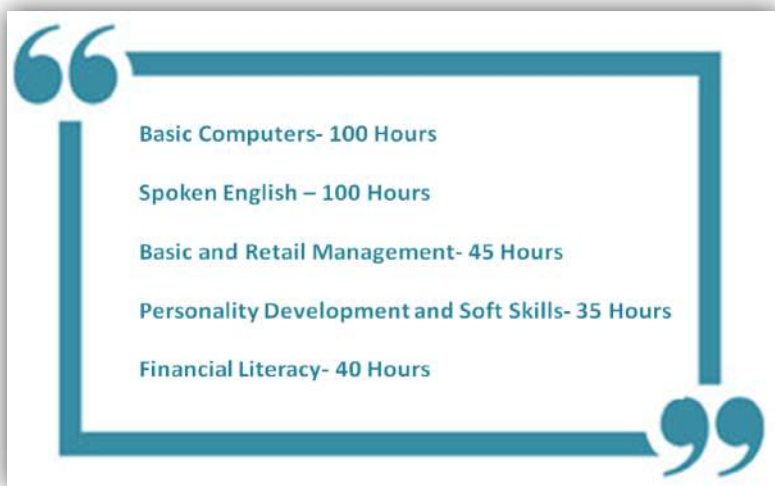 Basic Computers- 100 Hours
Spoken English – 100 Hours
Basic and Retail Management- 45 Hours
Personality Development and Soft Skills- 35 Hours
Financial Literacy- 40 Hours